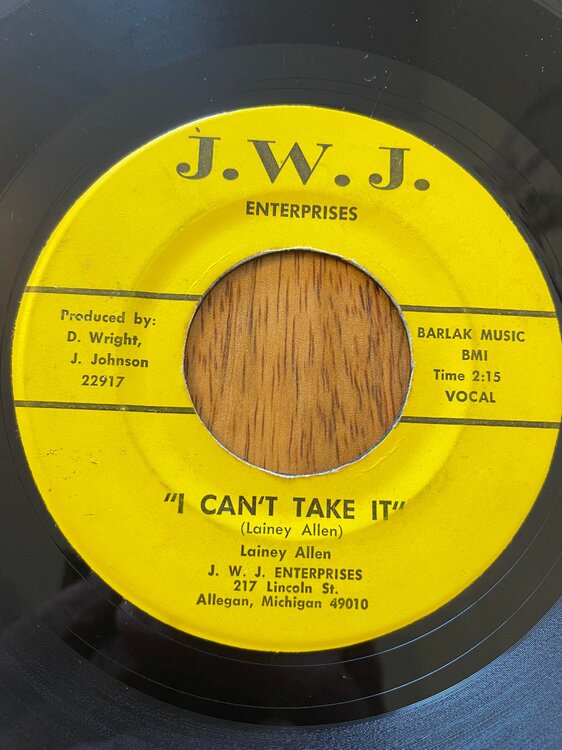 J.W.J.
ENTERPRISES
Produced by:
D. Wright,
J. Johnson
22917
BARLAK MUSIC
BMI
Time 2:15
VOCAL
"I CAN'T TAKE IT"
(Lainey Allen)
Lainey Allen
J. W. J. ENTERPRISES
217 Lincoln St.
Allegan, Michigan 49010